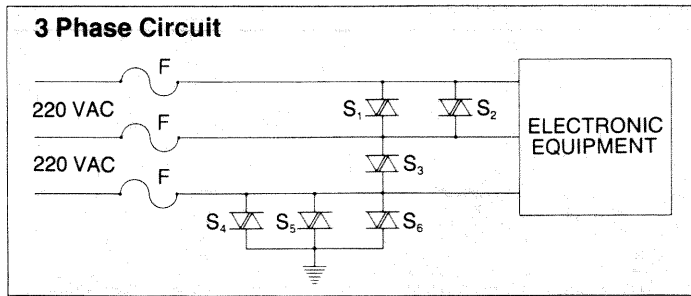 3 Phase Circuit
F
220 VAC
F
220 VAC
F
S₁
S₂
S₃
S₄
S₅
S₆
ELECTRONIC
EQUIPMENT